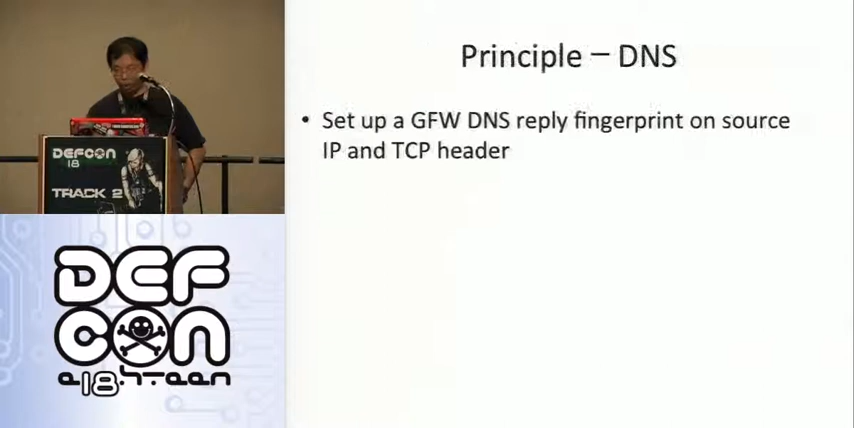 Principle – DNS
• Set up a GFW DNS reply fingerprint on source
IP and TCP header
DEFCON
18
TRACK 2
DEF
CON
e18hteen